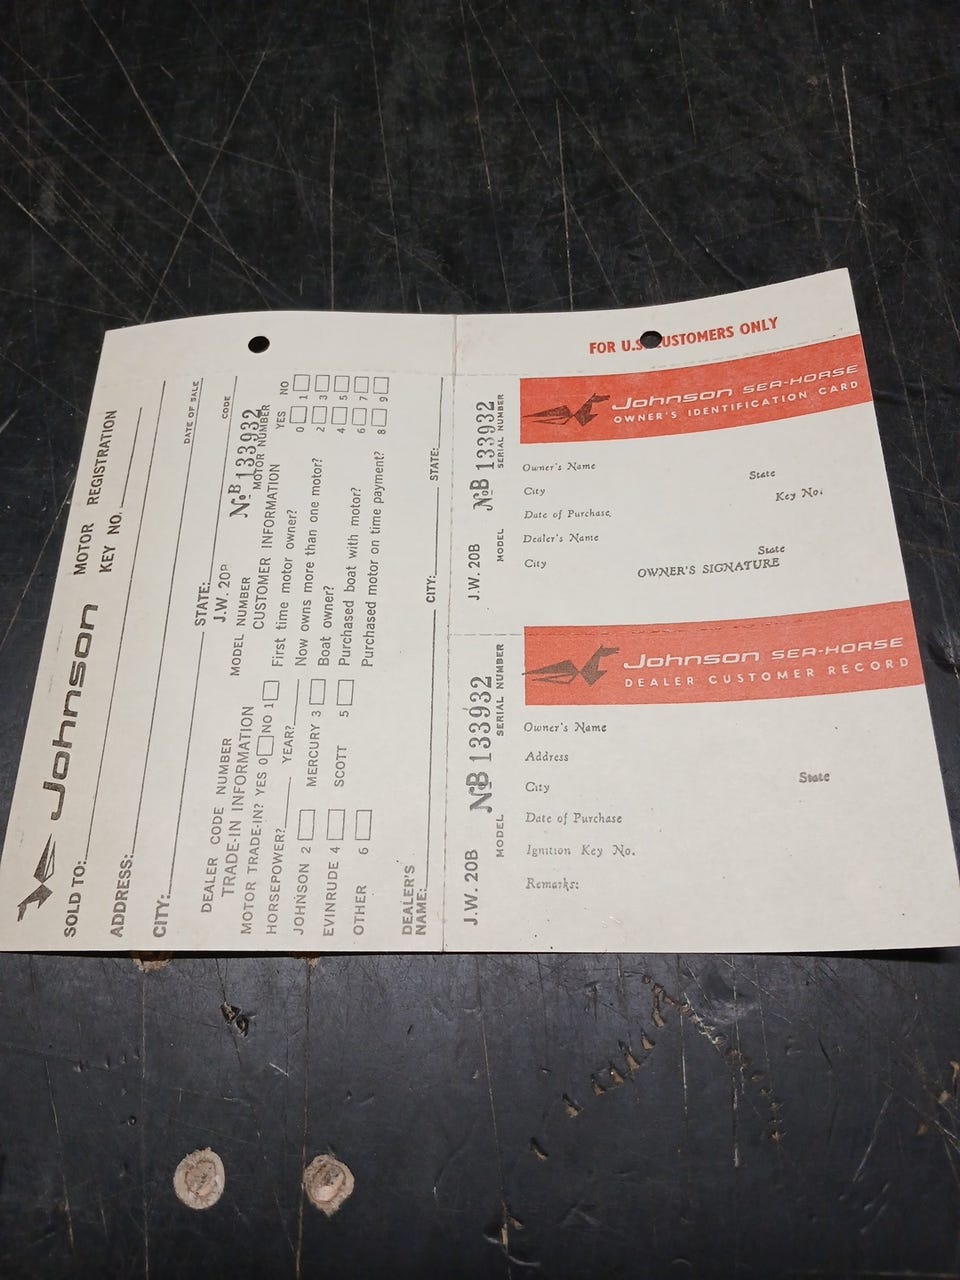 Johnson MOTOR REGISTRATION
KEY NO.
SOLD TO:
ADDRESS:
DATE OF SALE
CITY: STATE:
CODE
J.W. 20B NoB 133932
DEALER CODE NUMBER MODEL NUMBER MOTOR NUMBER
TRADE-IN INFORMATION CUSTOMER INFORMATION
MOTOR TRADE-IN? YES 0 NO 1 YES NO
HORSEPOWER? YEAR? First time motor owner? 0 1
JOHNSON 2 MERCURY 3 Now owns more than one motor? 2 3
EVINRUDE 4 SCOTT 5 Boat owner? 4 5
OTHER 6 Purchased boat with motor? 6 7
Purchased motor on time payment? 8 9
DEALER'S
NAME: CITY: STATE:
FOR U.S. CUSTOMERS ONLY
Johnson SEA-HORSE
OWNER'S IDENTIFICATION CARD
J.W. 20B NoB 133932
MODEL SERIAL NUMBER
Owner's Name
City State
Date of Purchase Key No.
Dealer's Name
City State
OWNER'S SIGNATURE
Johnson SEA-HORSE
DEALER CUSTOMER RECORD
J.W. 20B NoB 133932
MODEL SERIAL NUMBER
Owner's Name
Address
City State
Date of Purchase
Ignition Key No.
Remarks: